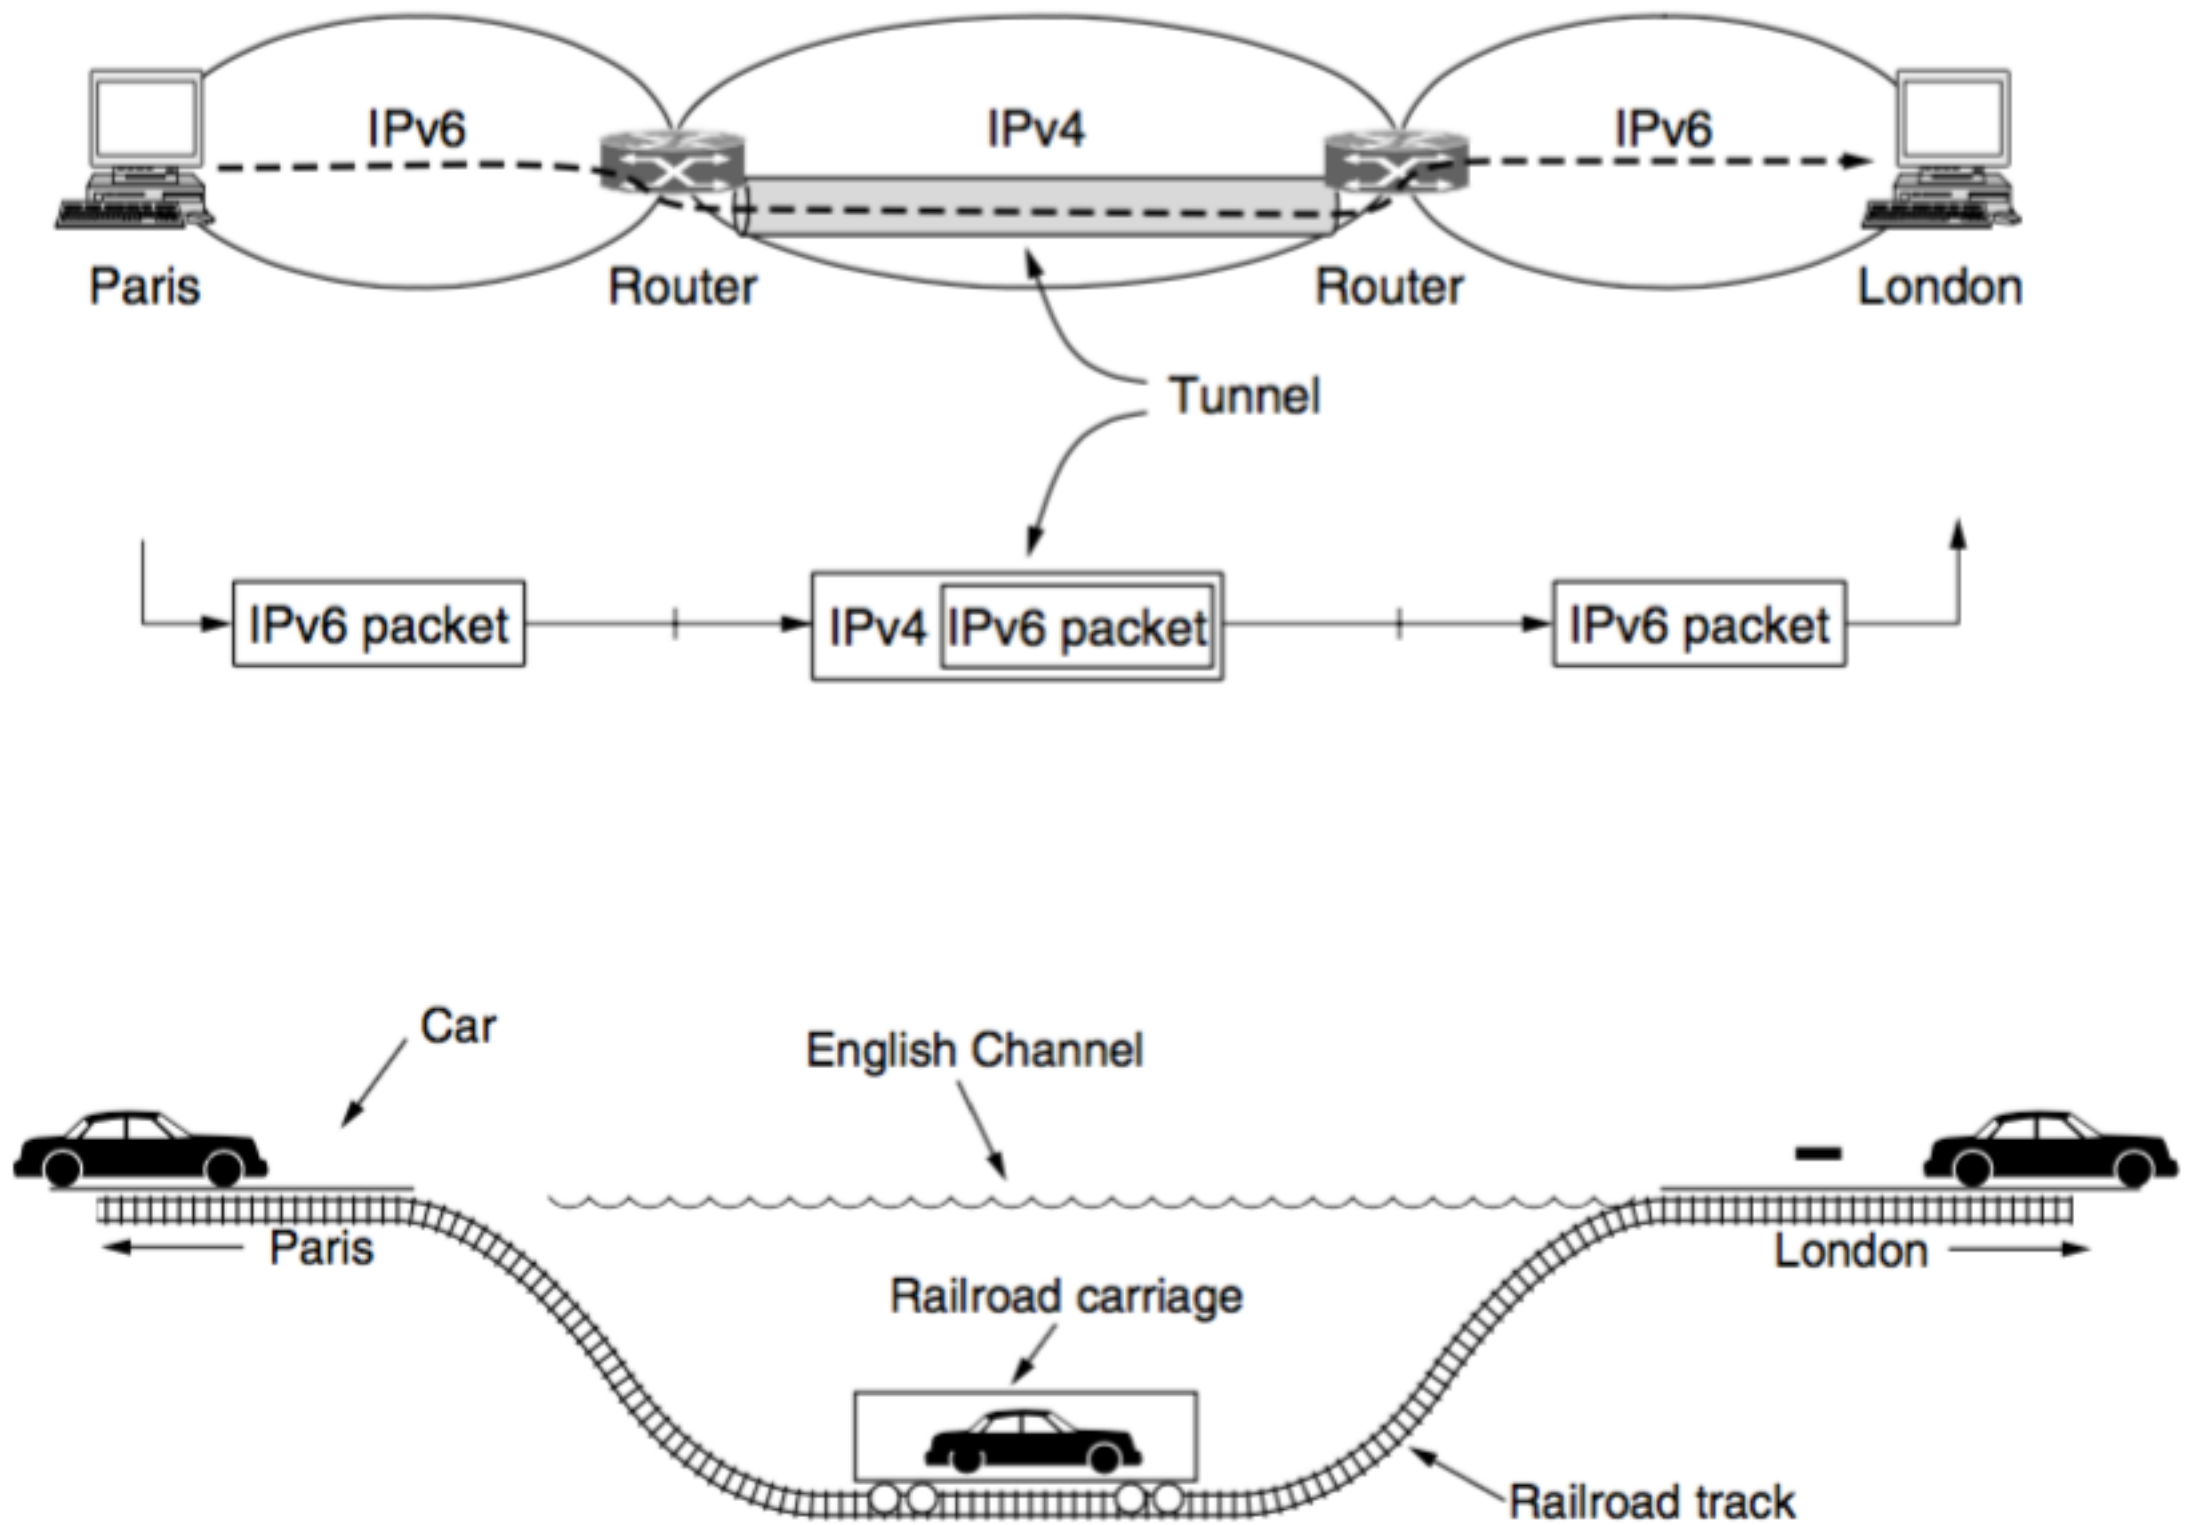 IPv6
IPv4
IPv6
Paris
Router
Router
London
Tunnel
IPv6 packet
IPv4 IPv6 packet
IPv6 packet
Car
English Channel
Paris
London
Railroad carriage
Railroad track